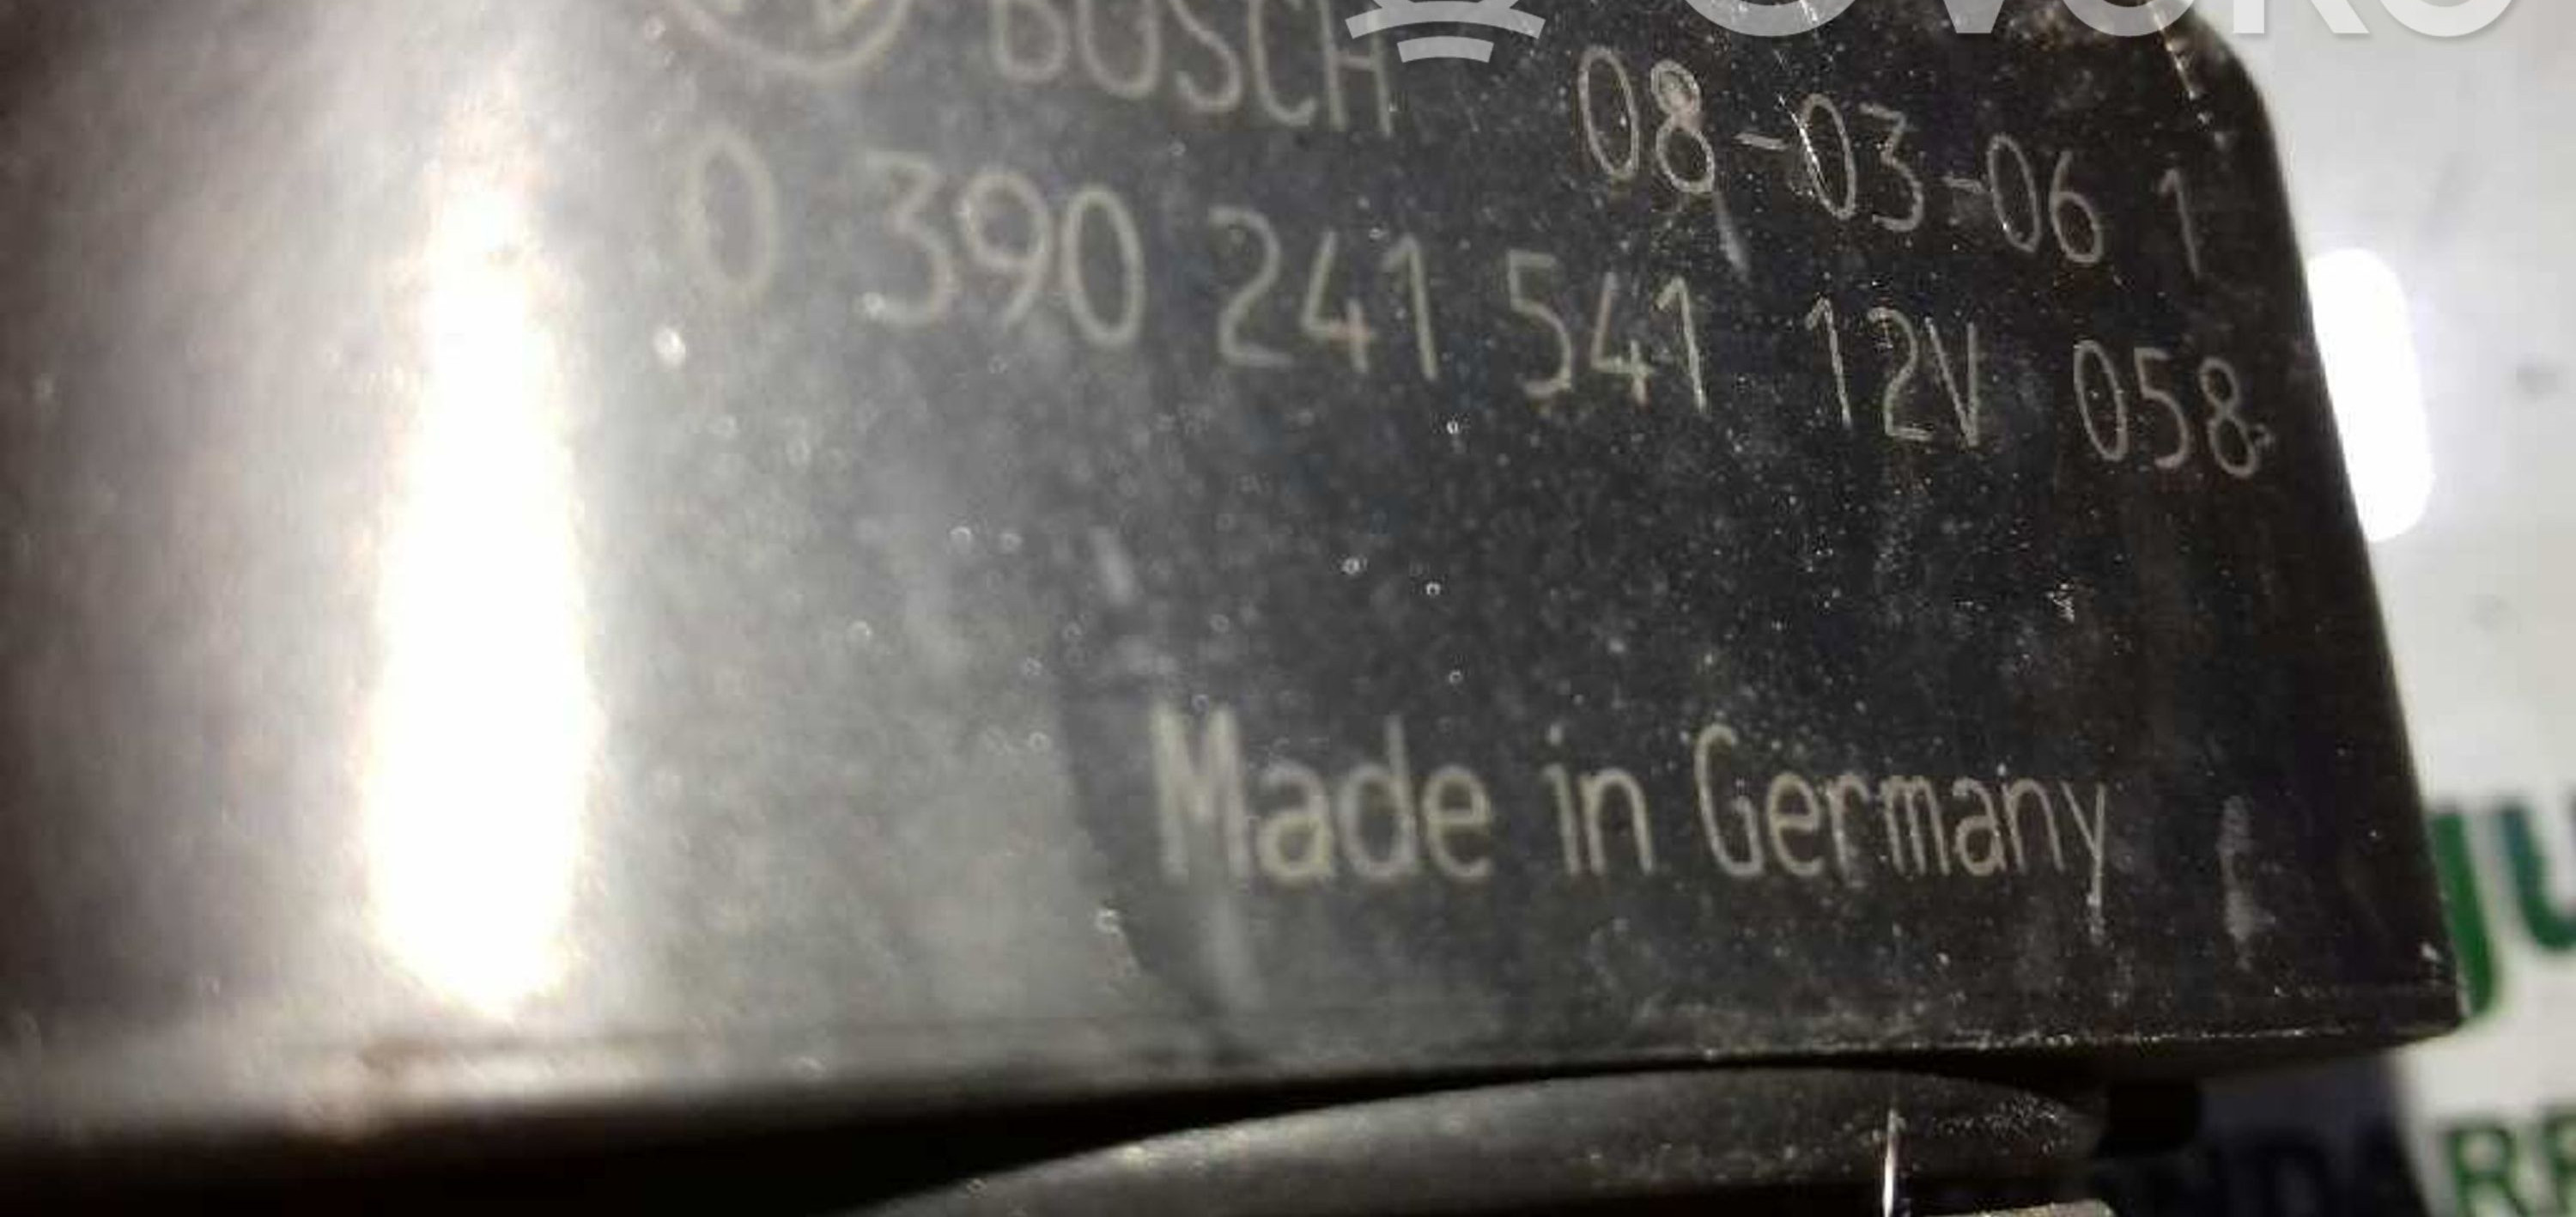 BOSCH
08-03-06 1
0 390 241 541 12V 058
Made in Germany